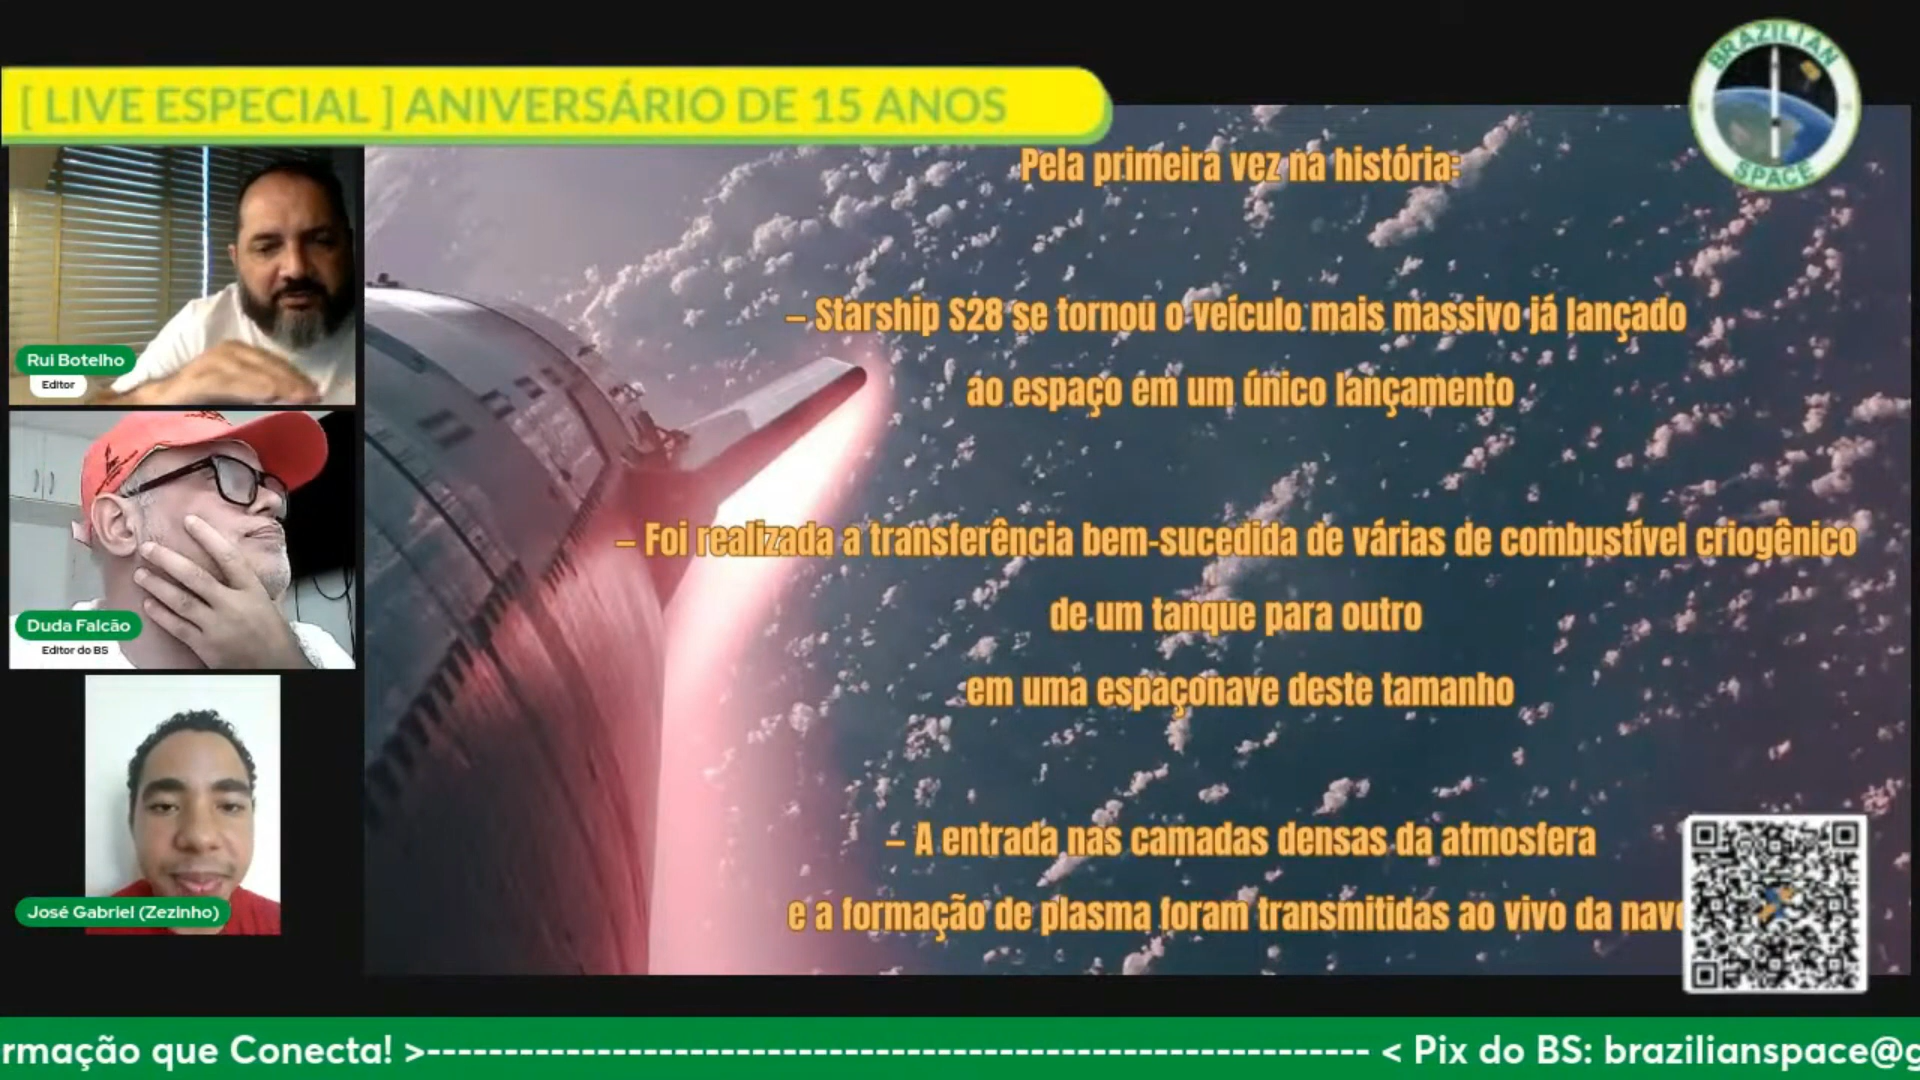 [ LIVE ESPECIAL ] ANIVERSÁRIO DE 15 ANOS
BRAZILIAN
SPACE
Pela primeira vez na história:
– Starship S28 se tornou o veículo mais massivo já lançado
ao espaço em um único lançamento
– Foi realizada a transferência bem-sucedida de várias de combustível criogênico
de um tanque para outro
em uma espaçonave deste tamanho
– A entrada nas camadas densas da atmosfera
e a formação de plasma foram transmitidas ao vivo da nave
Rui Botelho
Editor
Duda Falcão
Editor do BS
José Gabriel (Zezinho)
rmação que Conecta! >------------------------------------------------------------- < Pix do BS: brazilianspace@g